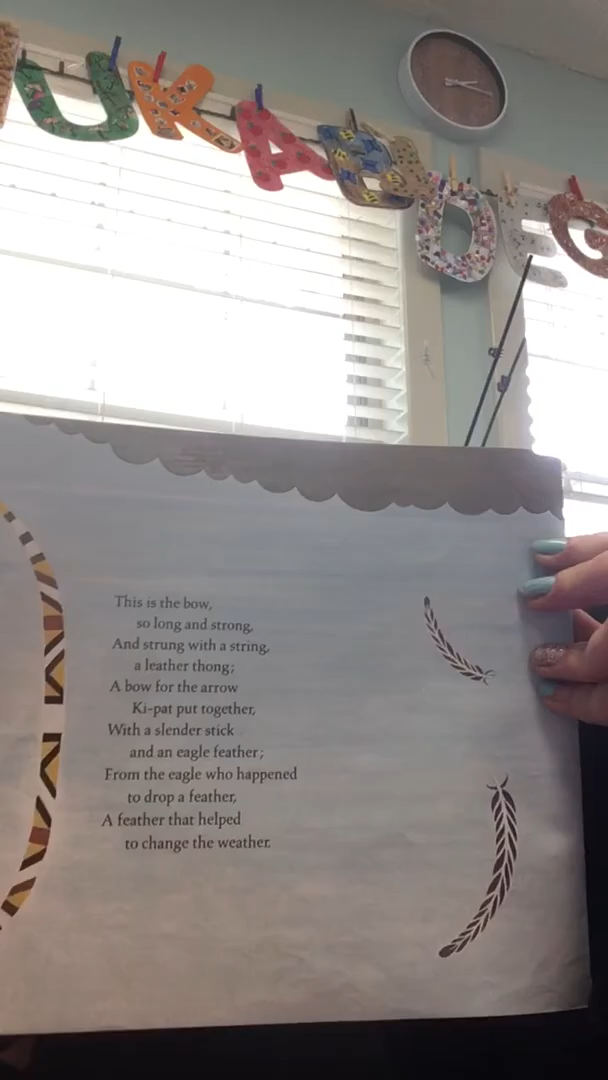 UKABDEG
This is the bow,
so long and strong,
And strung with a string,
a leather thong;
A bow for the arrow
Ki-pat put together,
With a slender stick
and an eagle feather;
From the eagle who happened
to drop a feather,
A feather that helped
to change the weather.